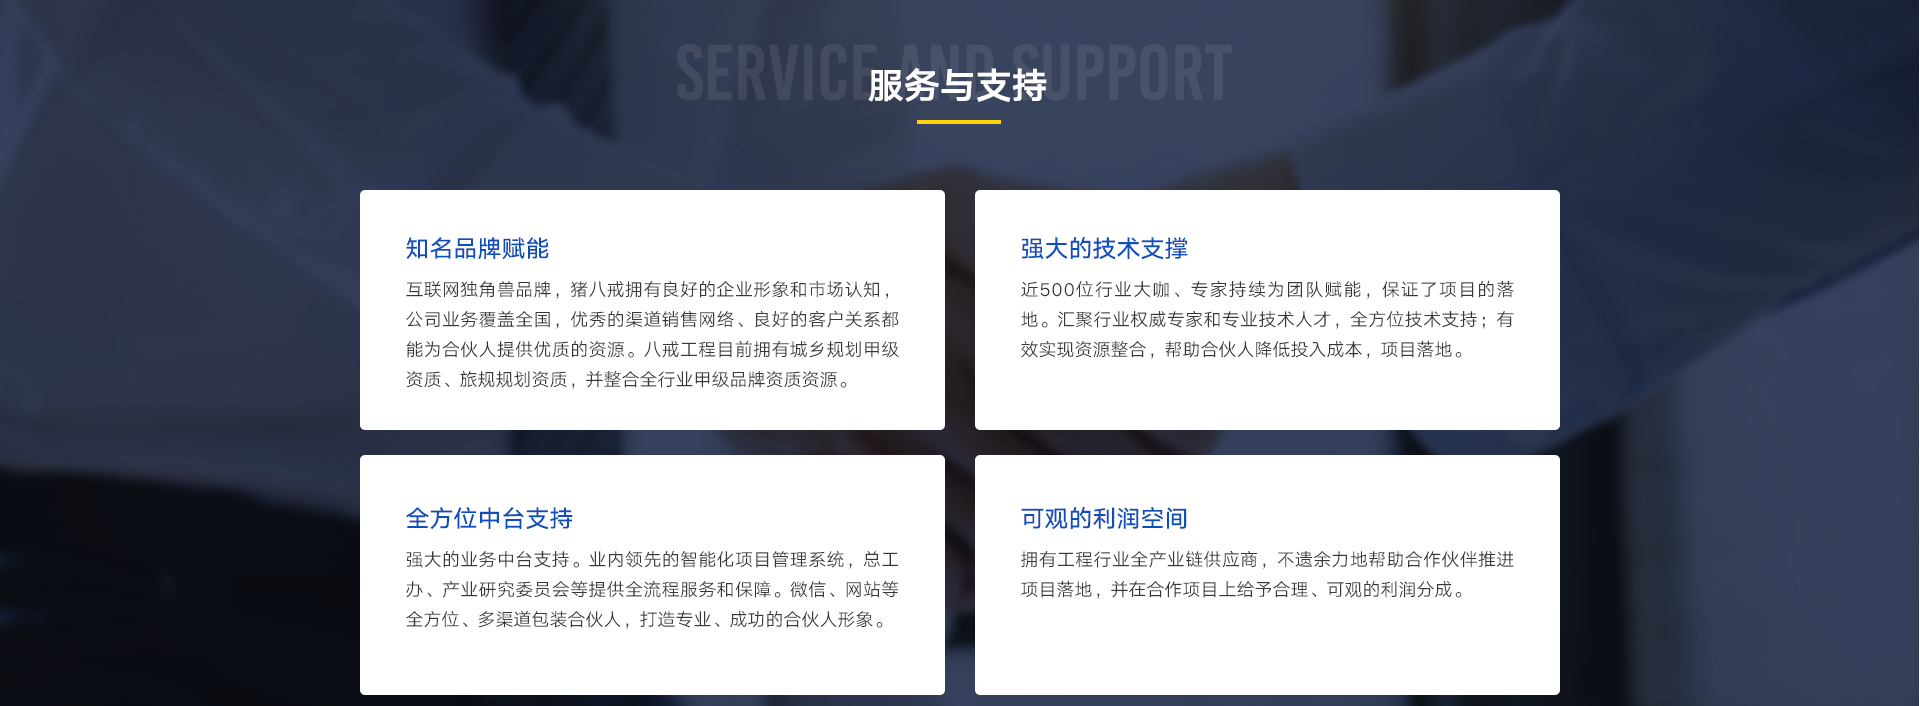 SERVICE AND SUPPORT
服务与支持
知名品牌赋能
互联网独角兽品牌，猪八戒拥有良好的企业形象和市场认知，
公司业务覆盖全国，优秀的渠道销售网络、良好的客户关系都
能为合伙人提供优质的资源。八戒工程目前拥有城乡规划甲级
资质、旅规规划资质，并整合全行业甲级品牌资质资源。
强大的技术支撑
近500位行业大咖、专家持续为团队赋能，保证了项目的落
地。汇聚行业权威专家和专业技术人才，全方位技术支持；有
效实现资源整合，帮助合伙人降低投入成本，项目落地。
全方位中台支持
强大的业务中台支持。业内领先的智能化项目管理系统，总工
办、产业研究委员会等提供全流程服务和保障。微信、网站等
全方位、多渠道包装合伙人，打造专业、成功的合伙人形象。
可观的利润空间
拥有工程行业全产业链供应商，不遗余力地帮助合作伙伴推进
项目落地，并在合作项目上给予合理、可观的利润分成。